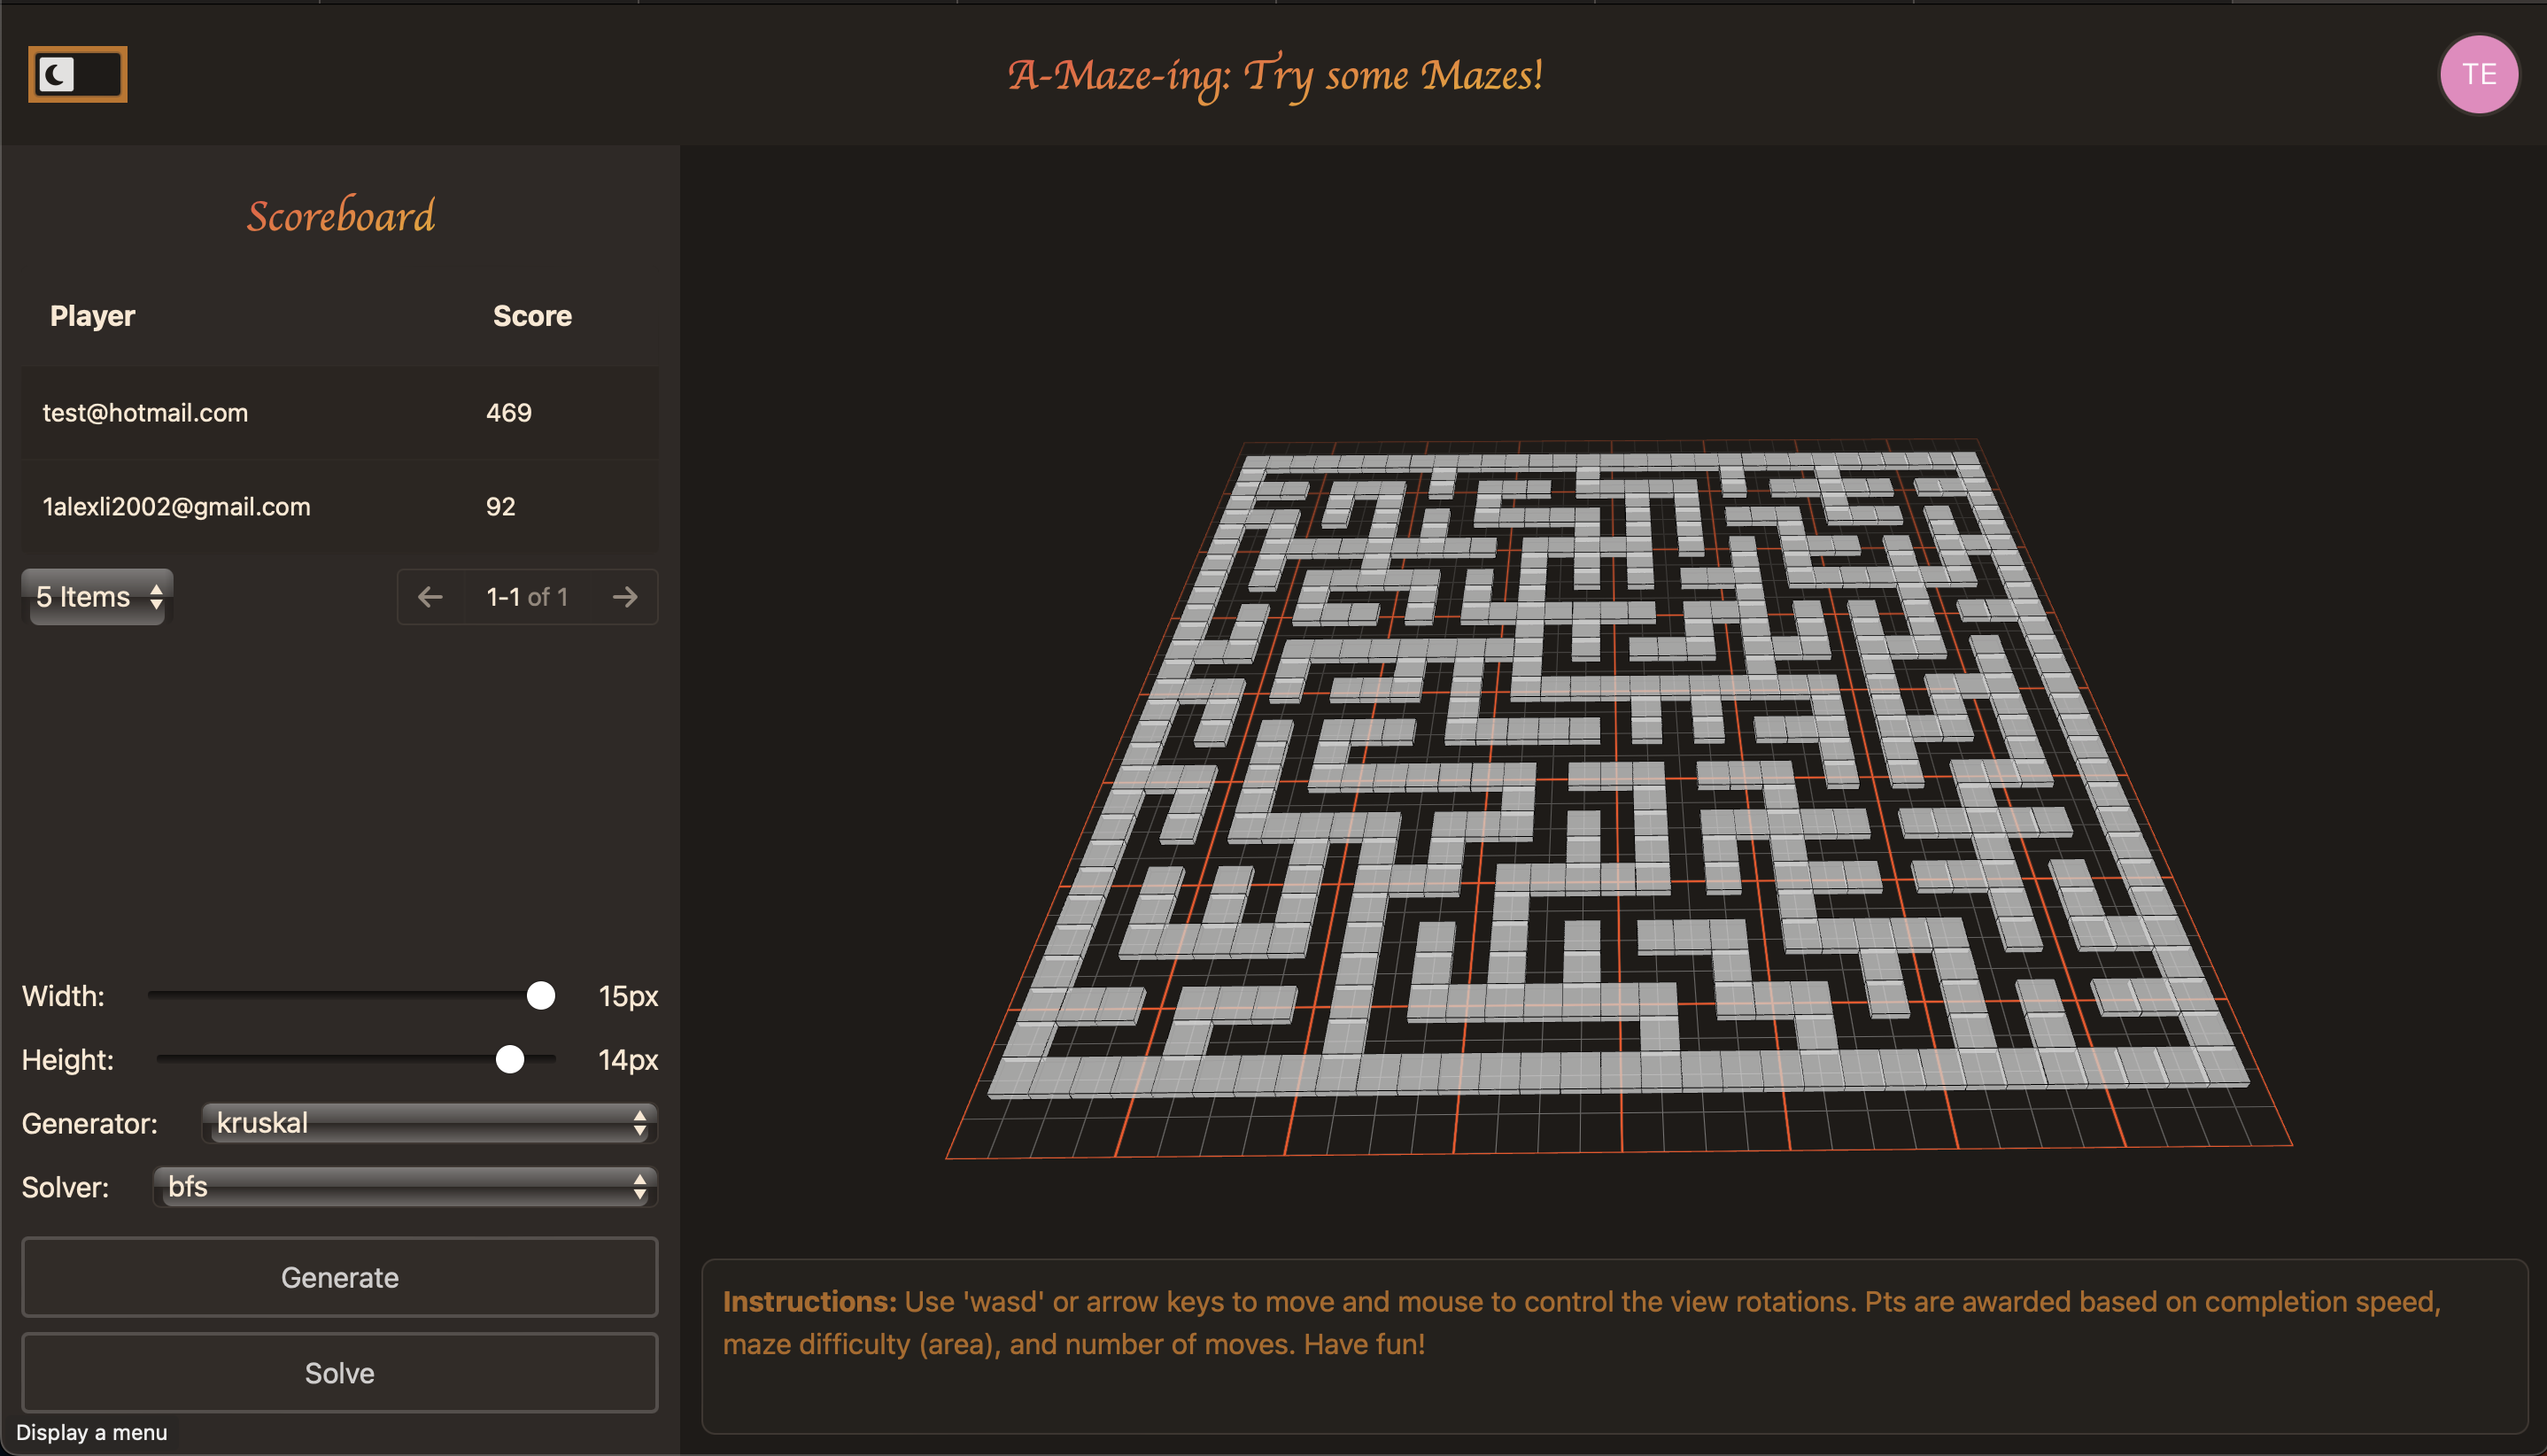 A-Maze-ing: Try some Mazes!
TE
Scoreboard
Player Score
test@hotmail.com 469
1alexli2002@gmail.com 92
5 Items
1-1 of 1
Width: 15px
Height: 14px
Generator: kruskal
Solver: bfs
Generate
Solve
Display a menu
Instructions: Use 'wasd' or arrow keys to move and mouse to control the view rotations. Pts are awarded based on completion speed,
maze difficulty (area), and number of moves. Have fun!